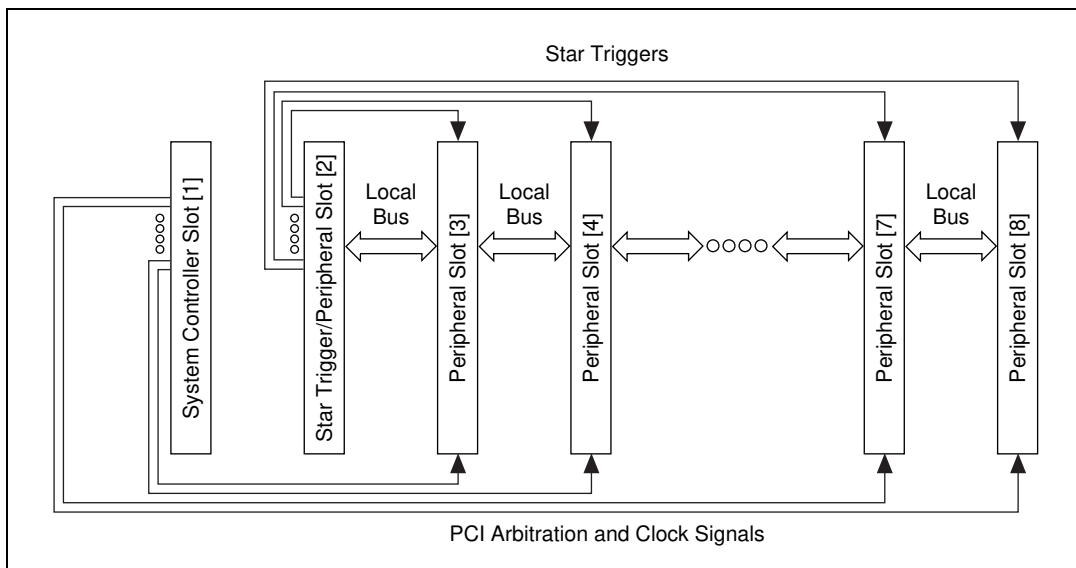 Star Triggers
System Controller Slot [1]
Star Trigger/Peripheral Slot [2]
Local
Bus
Peripheral Slot [3]
Local
Bus
Peripheral Slot [4]
Peripheral Slot [7]
Local
Bus
Peripheral Slot [8]
PCI Arbitration and Clock Signals